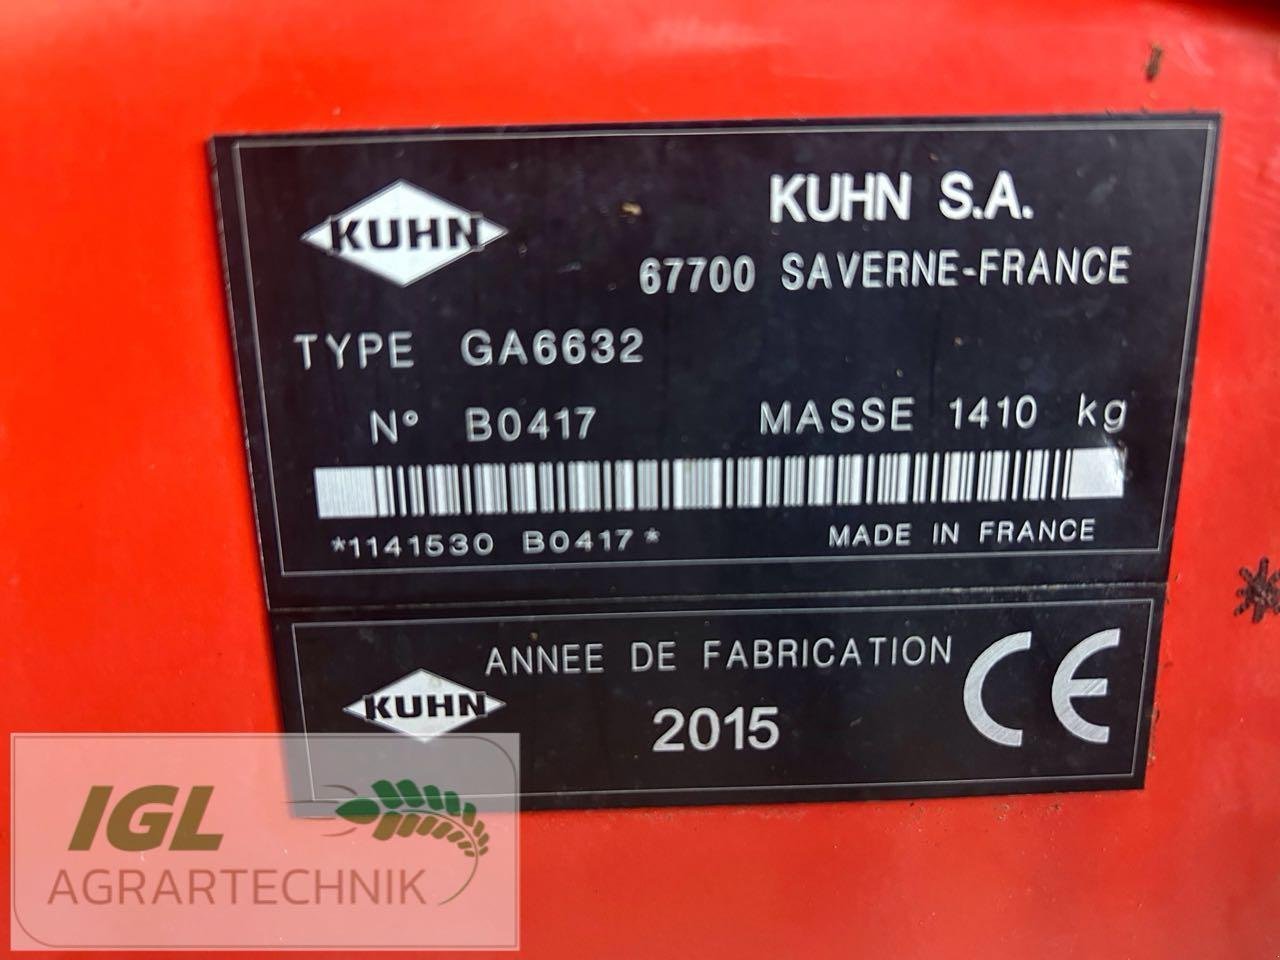 KUHN
KUHN S.A.
67700 SAVERNE-FRANCE
TYPE GA6632
N° B0417 MASSE 1410 kg
*1141530 B0417* MADE IN FRANCE
ANNEE DE FABRICATION
KUHN
2015
CE
IGL
AGRARTECHNIK